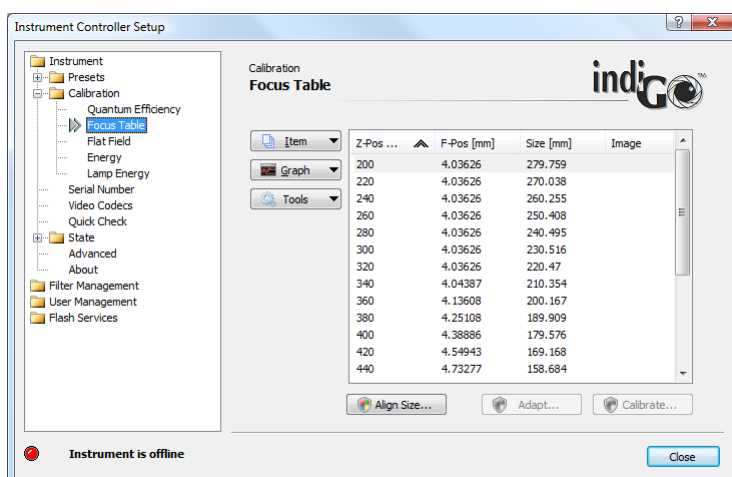 Instrument Controller Setup
Instrument
Presets
Calibration
Quantum Efficiency
Focus Table
Flat Field
Energy
Lamp Energy
Serial Number
Video Codecs
Quick Check
State
Advanced
About
Filter Management
User Management
Flash Services
Calibration
Focus Table
indiGO™
Item
Graph
Tools
Z-Pos ... F-Pos [mm] Size [mm] Image
200 4.03626 279.759
220 4.03626 270.038
240 4.03626 260.255
260 4.03626 250.408
280 4.03626 240.495
300 4.03626 230.516
320 4.03626 220.47
340 4.04387 210.354
360 4.13608 200.167
380 4.25108 189.909
400 4.38886 179.576
420 4.54943 169.168
440 4.73277 158.684
Align Size... Adapt... Calibrate...
Instrument is offline
Close